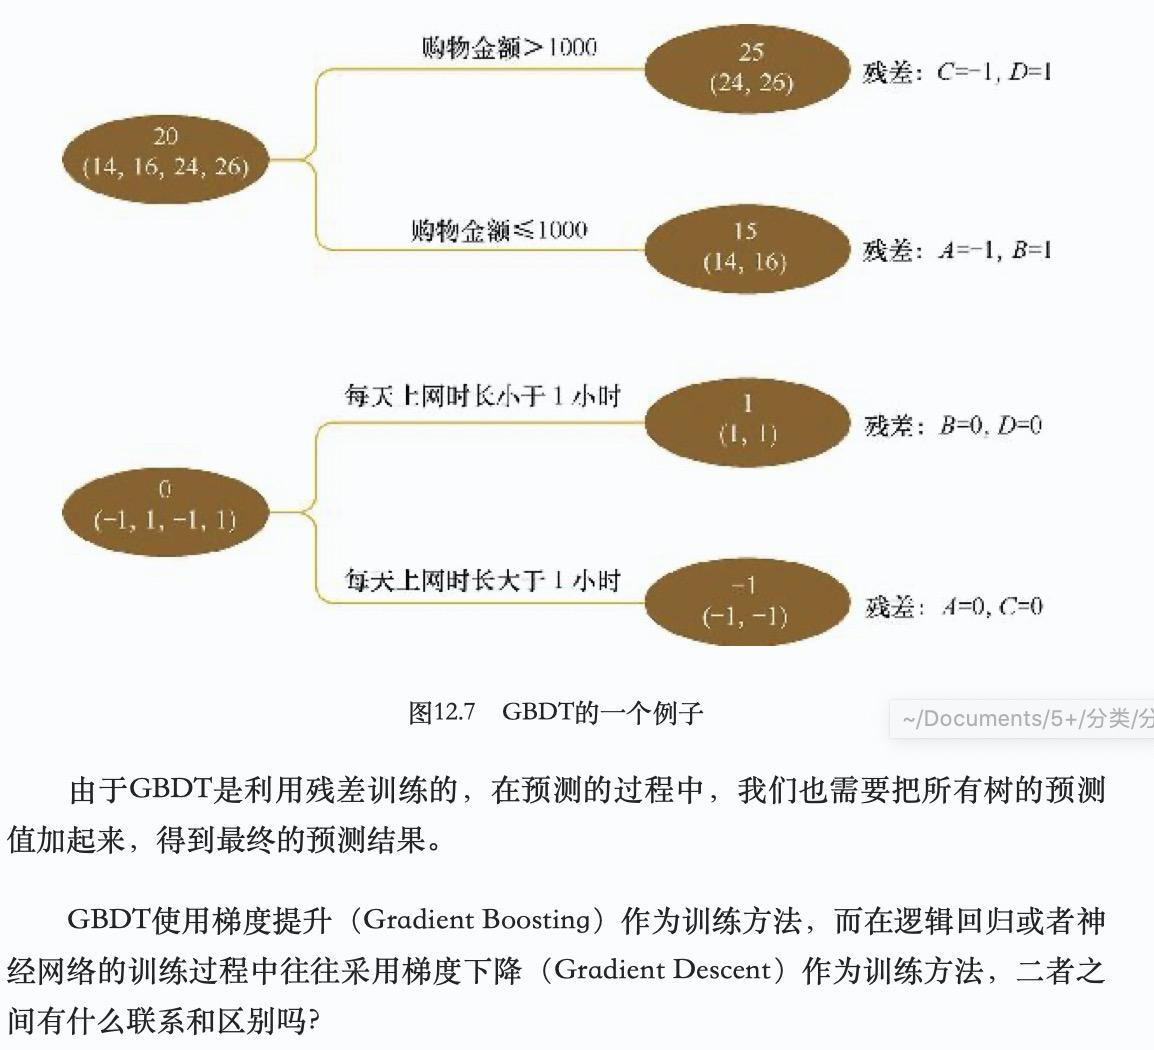 购物金额＞1000
25
(24, 26)
残差：C=−1, D=1
20
(14, 16, 24, 26)
购物金额≤1000
15
(14, 16)
残差：A=−1, B=1
每天上网时长小于 1 小时
1
(1, 1)
残差：B=0, D=0
0
(−1, 1, −1, 1)
每天上网时长大于 1 小时
−1
(−1, −1)
残差：A=0, C=0
图12.7 GBDT的一个例子
~/Documents/5+/分类/分
由于GBDT是利用残差训练的，在预测的过程中，我们也需要把所有树的预测
值加起来，得到最终的预测结果。
GBDT使用梯度提升（Gradient Boosting）作为训练方法，而在逻辑回归或者神
经网络的训练过程中往往采用梯度下降（Gradient Descent）作为训练方法，二者之
间有什么联系和区别吗？